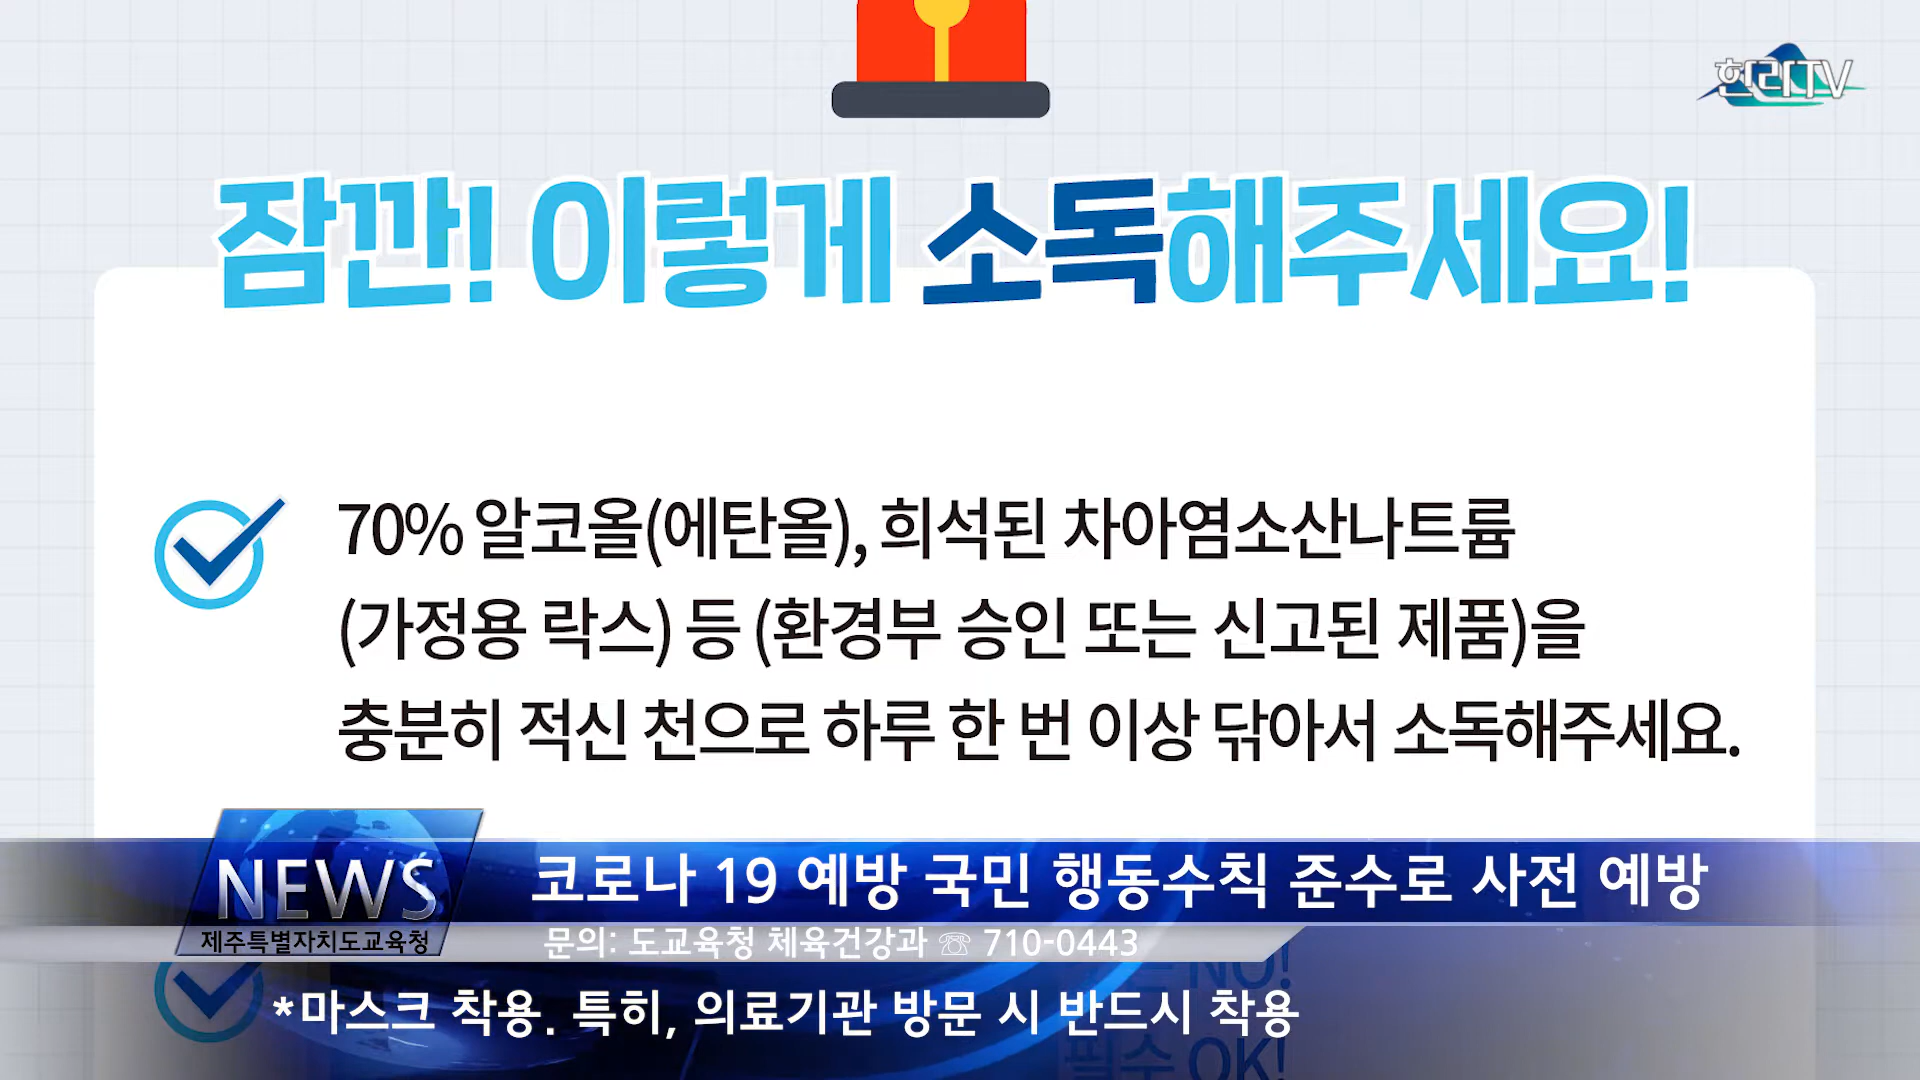 한라TV
잠깐! 이렇게 소독해주세요!
70% 알코올(에탄올), 희석된 차아염소산나트륨
(가정용 락스) 등 (환경부 승인 또는 신고된 제품)을
충분히 적신 천으로 하루 한 번 이상 닦아서 소독해주세요.
NEWS
제주특별자치도교육청
코로나 19 예방 국민 행동수칙 준수로 사전 예방
문의: 도교육청 체육건강과 ☏ 710-0443
NO!
*마스크 착용. 특히, 의료기관 방문 시 반드시 착용
필수 OK!